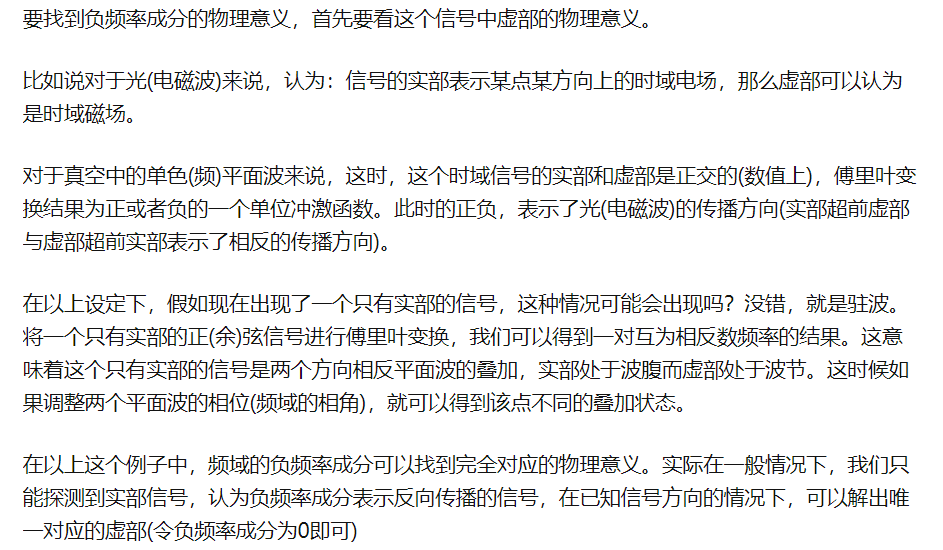 要找到负频率成分的物理意义，首先要看这个信号中虚部的物理意义。
比如说对于光(电磁波)来说，认为：信号的实部表示某点某方向上的时域电场，那么虚部可以认为
是时域磁场。
对于真空中的单色(频)平面波来说，这时，这个时域信号的实部和虚部是正交的(数值上)，傅里叶变
换结果为正或者负的一个单位冲激函数。此时的正负，表示了光(电磁波)的传播方向(实部超前虚部
与虚部超前实部表示了相反的传播方向)。
在以上设定下，假如现在出现了一个只有实部的信号，这种情况可能会出现吗？没错，就是驻波。
将一个只有实部的正(余)弦信号进行傅里叶变换，我们可以得到一对互为相反数频率的结果。这意
味着这个只有实部的信号是两个方向相反平面波的叠加，实部处于波腹而虚部处于波节。这时候如
果调整两个平面波的相位(频域的相角)，就可以得到该点不同的叠加状态。
在以上这个例子中，频域的负频率成分可以找到完全对应的物理意义。实际在一般情况下，我们只
能探测到实部信号，认为负频率成分表示反向传播的信号，在已知信号方向的情况下，可以解出唯
一对应的虚部(令负频率成分为0即可)